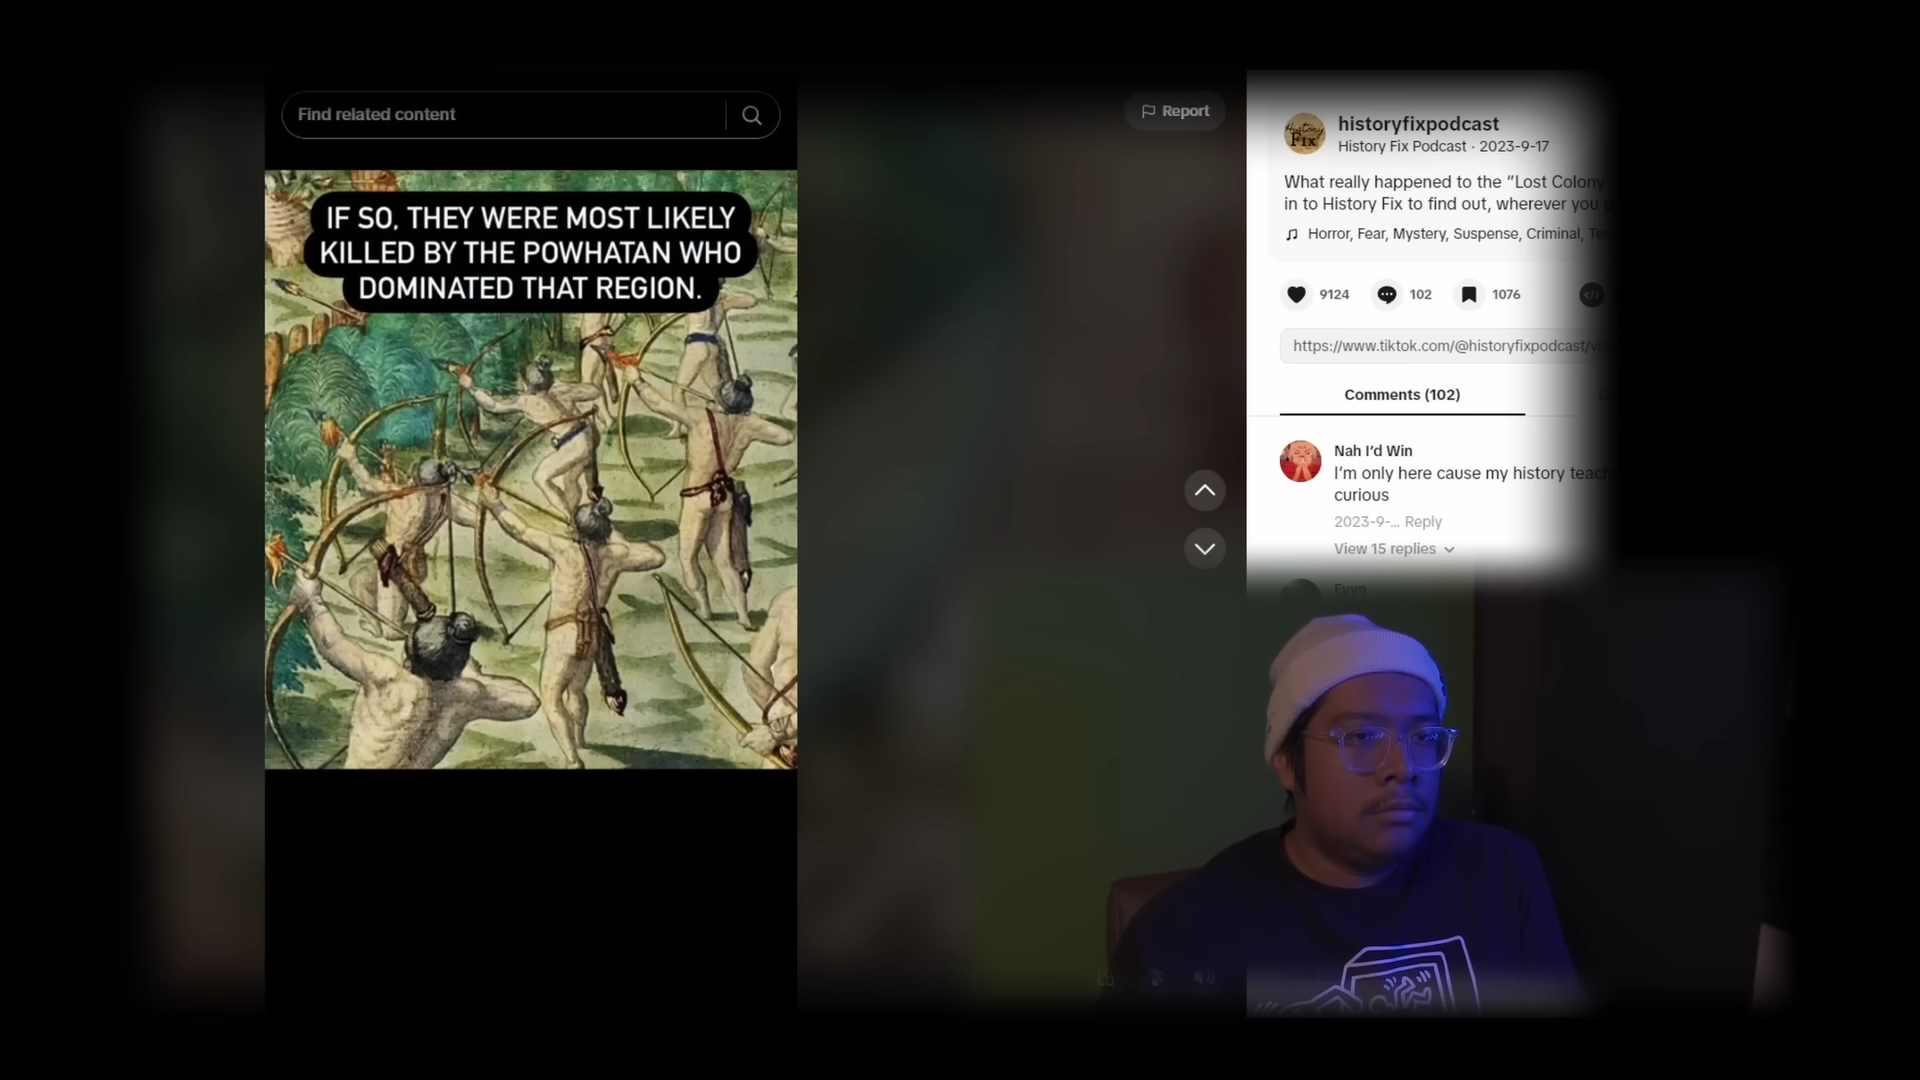 Find related content
IF SO, THEY WERE MOST LIKELY
KILLED BY THE POWHATAN WHO
DOMINATED THAT REGION.
Report
History
FIX
historyfixpodcast
History Fix Podcast · 2023-9-17
What really happened to the “Lost Colony
in to History Fix to find out, wherever you
Horror, Fear, Mystery, Suspense, Criminal,
9124
102
1076
https://www.tiktok.com/@historyfixpodcast/
Comments (102)
Nah I’d Win
I’m only here cause my history
curious
2023-9-... Reply
View 15 replies
Evyn